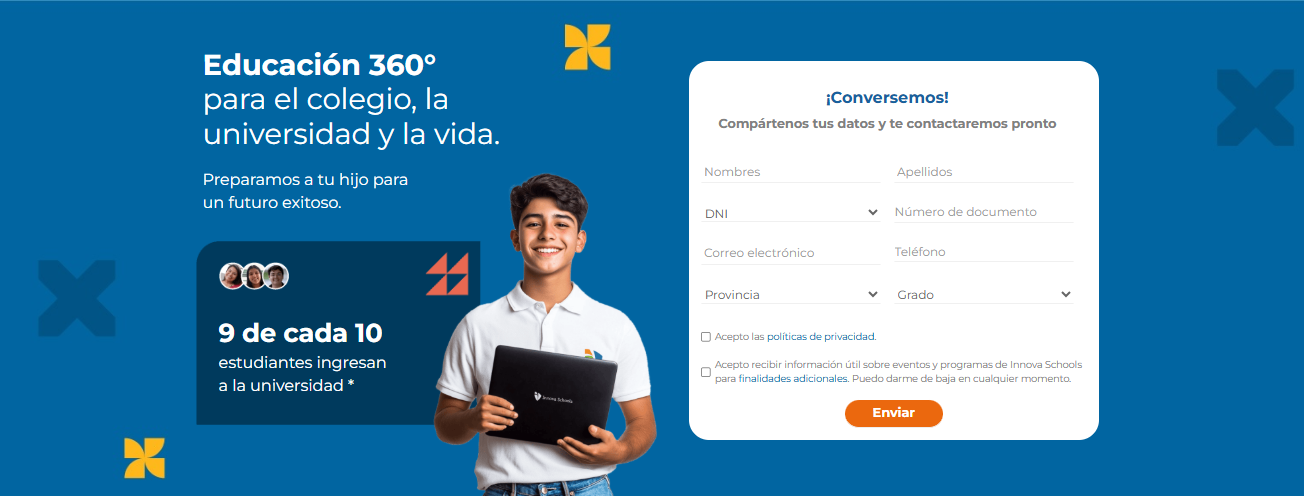 Educación 360°
para el colegio, la
universidad y la vida.
Preparamos a tu hijo para
un futuro exitoso.
9 de cada 10
estudiantes ingresan
a la universidad *
Innova Schools
¡Conversemos!
Compártenos tus datos y te contactaremos pronto
Nombres
Apellidos
DNI
Número de documento
Correo electrónico
Teléfono
Provincia
Grado
Acepto las políticas de privacidad.
Acepto recibir información útil sobre eventos y programas de Innova Schools
para finalidades adicionales. Puedo darme de baja en cualquier momento.
Enviar